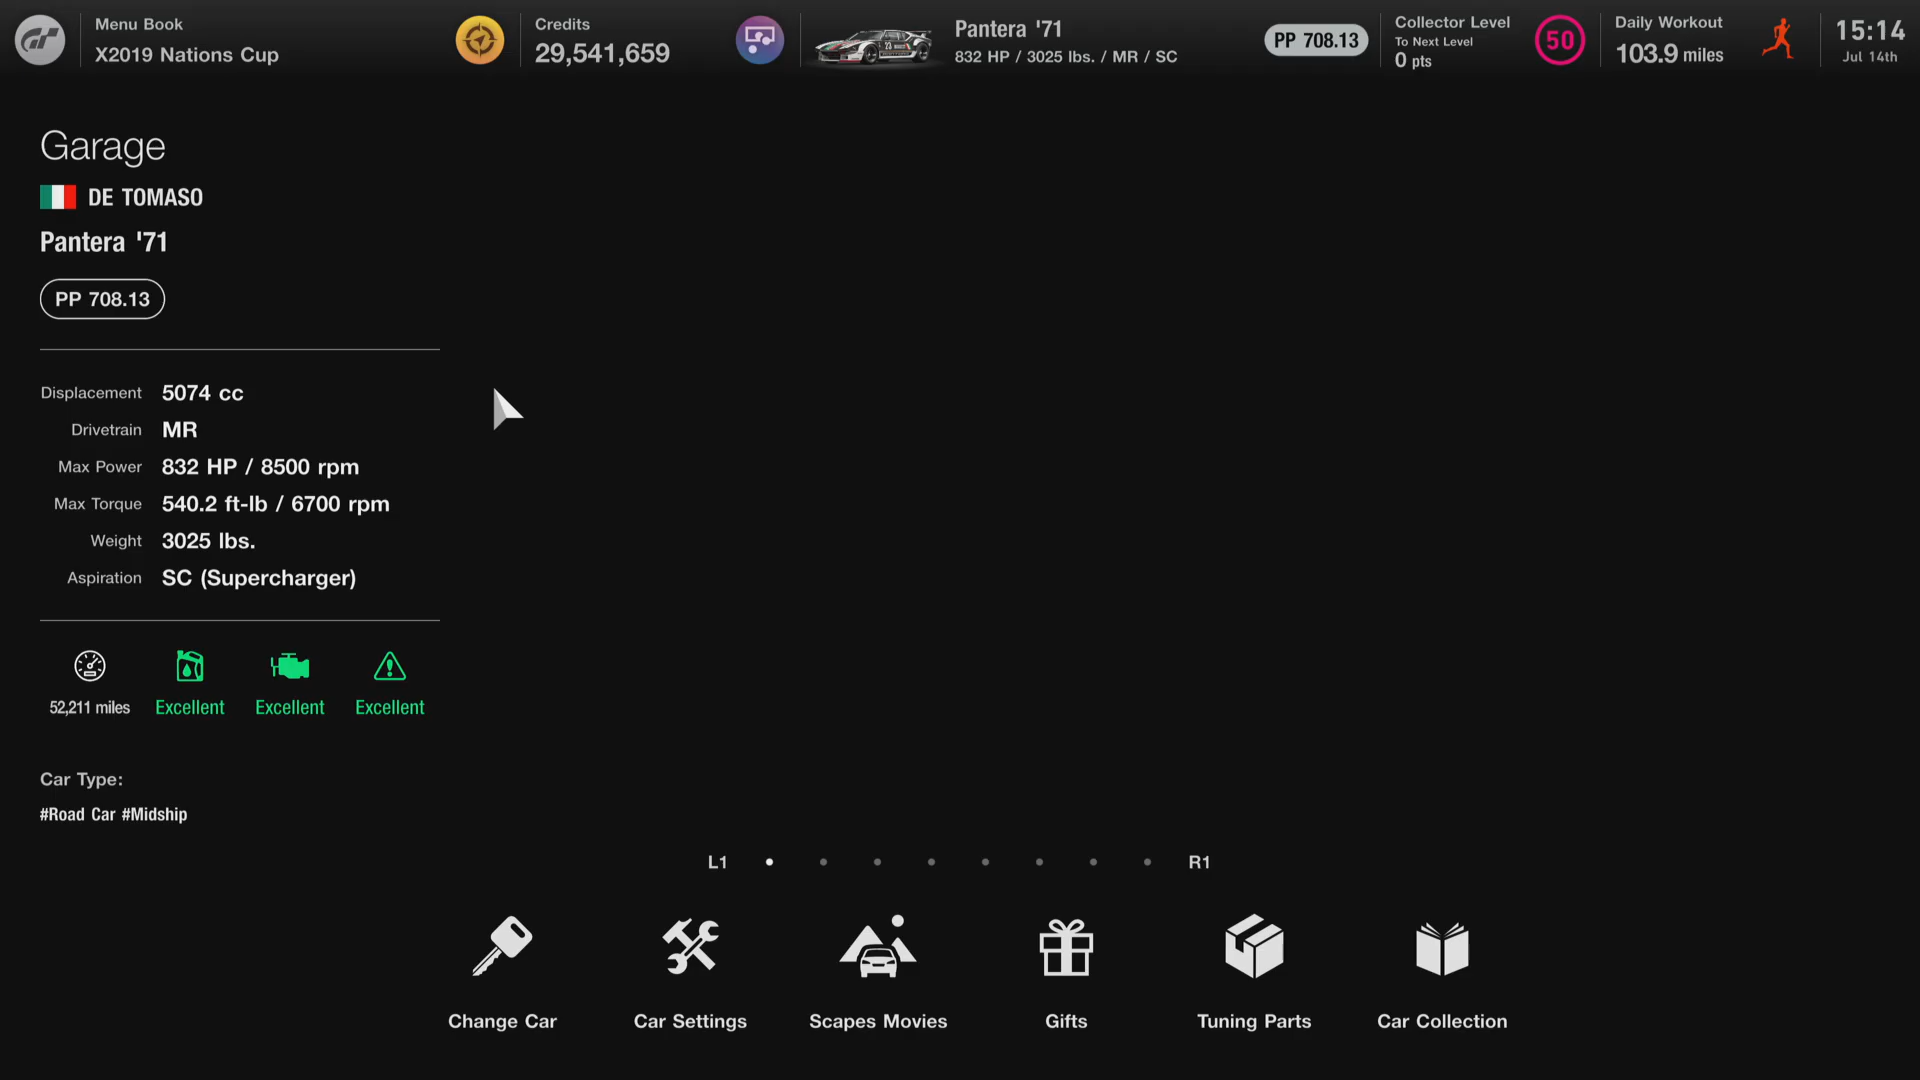 Menu Book
X2019 Nations Cup
Credits
29,541,659
Pantera '71
832 HP / 3025 lbs. / MR / SC
PP 708.13
Collector Level
To Next Level
0 pts
50
Daily Workout
103.9 miles
15:14
Jul 14th
Garage
DE TOMASO
Pantera '71
PP 708.13
Displacement 5074 cc
Drivetrain MR
Max Power 832 HP / 8500 rpm
Max Torque 540.2 ft-lb / 6700 rpm
Weight 3025 lbs.
Aspiration SC (Supercharger)
52,211 miles Excellent Excellent Excellent
Car Type:
#Road Car #Midship
L1 R1
Change Car Car Settings Scapes Movies Gifts Tuning Parts Car Collection